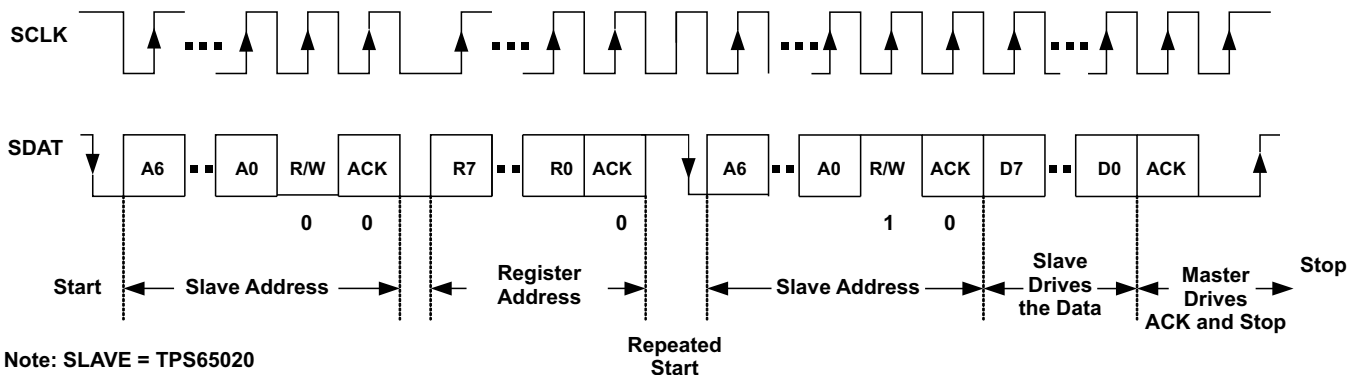 SCLK
SDAT
A6 A0 R/W ACK R7 R0 ACK A6 A0 R/W ACK D7 D0 ACK
0 0 0 1 0
Start
Slave Address
Register
Address
Repeated
Start
Slave Address
Slave
Drives
the Data
Master
Drives
ACK and Stop
Stop
Note: SLAVE = TPS65020